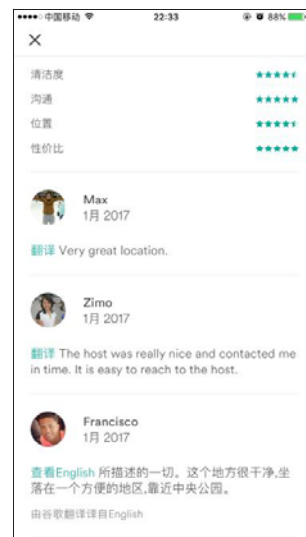 中国移动 22:33 88%
清洁度
沟通
位置
性价比
Max
1月 2017
翻译 Very great location.
Zimo
1月 2017
翻译 The host was really nice and contacted me
in time. It is easy to reach to the host.
Francisco
1月 2017
查看English 所描述的一切。这个地方很干净,坐
落在一个方便的地区,靠近中央公园。
由谷歌翻译译自English